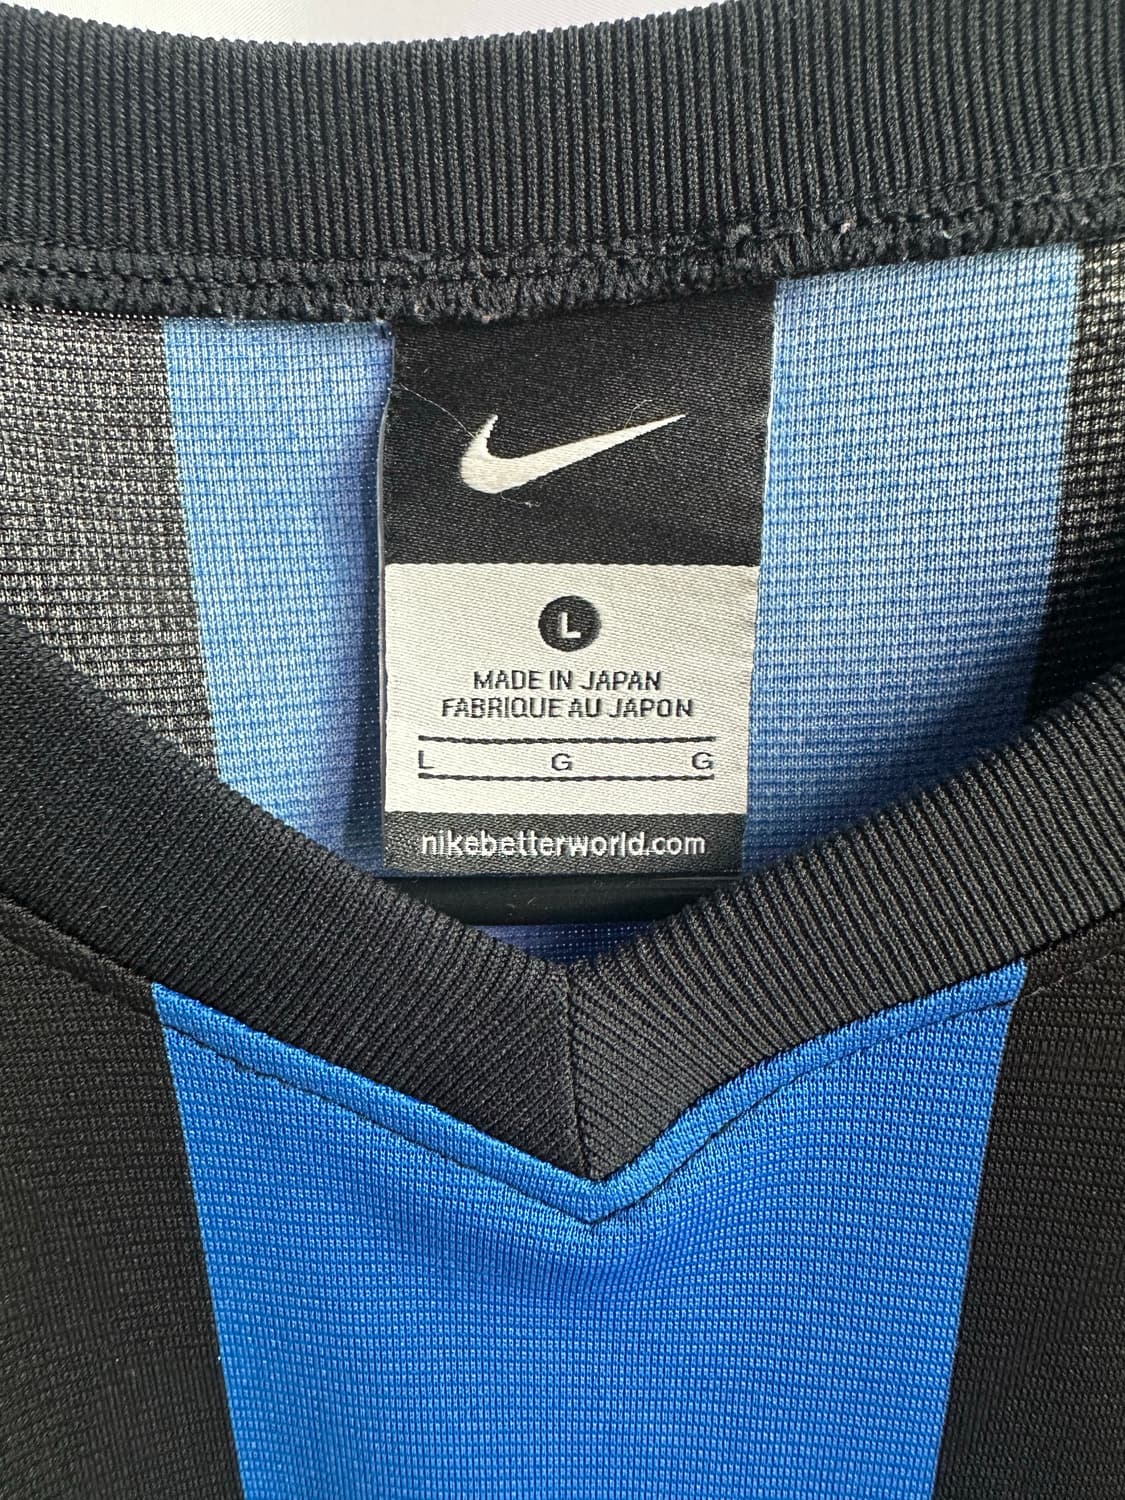 L
MADE IN JAPAN
FABRIQUE AU JAPON
L G G
nikebetterworld.com